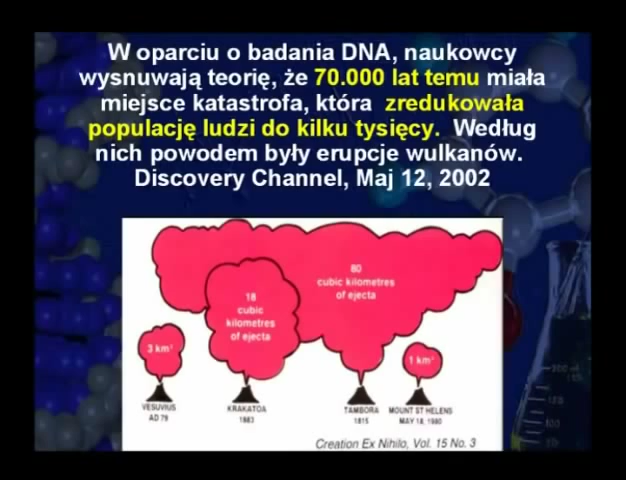 W oparciu o badania DNA, naukowcy
wysnuwają teorię, że 70.000 lat temu miała
miejsce katastrofa, która zredukowała
populację ludzi do kilku tysięcy. Według
nich powodem były erupcje wulkanów.
Discovery Channel, Maj 12, 2002
80
cubic kilometres
of ejecta
18
cubic
kilometres
of ejecta
3 km³
1 km³
VESUVIUS
AD 79
KRAKATOA
1883
TAMBORA
1815
MOUNT ST HELENS
MAY 18, 1980
Creation Ex Nihilo, Vol. 15 No. 3